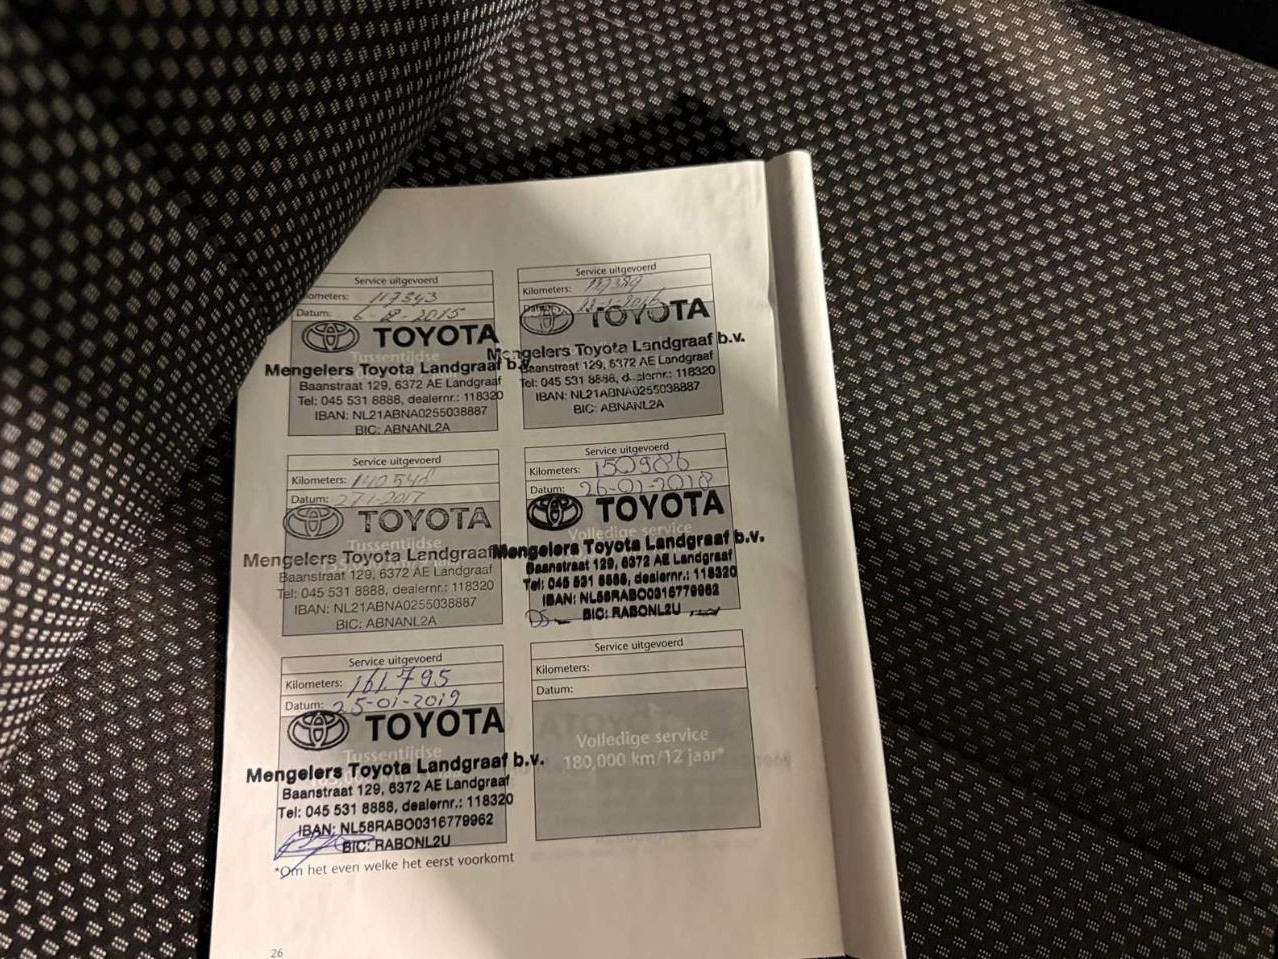 Service uitgevoerd
Kilometers: 117343
Datum: 6-8-2015
TOYOTA
Tussentijdse
Mengelers Toyota Landgraaf b.v.
Baanstraat 129, 6372 AE Landgraaf
Tel: 045 531 8888, dealernr.: 118320
IBAN: NL21ABNA0255038887
BIC: ABNANL2A
Service uitgevoerd
Kilometers:
Datum:
TOYOTA
Mengelers Toyota Landgraaf b.v.
Baanstraat 129, 6372 AE Landgraaf
Tel: 045 531 8888, dealernr.: 118320
IBAN: NL21ABNA0255038887
BIC: ABNANL2A
Service uitgevoerd
Kilometers:
Datum: 27-1-2017
TOYOTA
Tussentijdse
Mengelers Toyota Landgraaf
Baanstraat 129, 6372 AE Landgraaf
Tel: 045 531 8888, dealernr.: 118320
IBAN: NL21ABNA0255038887
BIC: ABNANL2A
Service uitgevoerd
Kilometers: 150986
Datum: 26-01-2018
TOYOTA
Volledige service
Mengelers Toyota Landgraaf b.v.
Baanstraat 129, 6372 AE Landgraaf
Tel: 045 531 8888, dealernr.: 118320
IBAN: NL58RABO0316779962
BIC: RABONL2U
Service uitgevoerd
Kilometers: 161.795
Datum: 25-01-2019
TOYOTA
Tussentijdse
Mengelers Toyota Landgraaf b.v.
Baanstraat 129, 6372 AE Landgraaf
Tel: 045 531 8888, dealernr.: 118320
IBAN: NL58RABO0316779962
BIC: RABONL2U
Service uitgevoerd
Kilometers:
Datum:
Volledige service
180,000 km/12 jaar*
*Om het even welke het eerst voorkomt
26